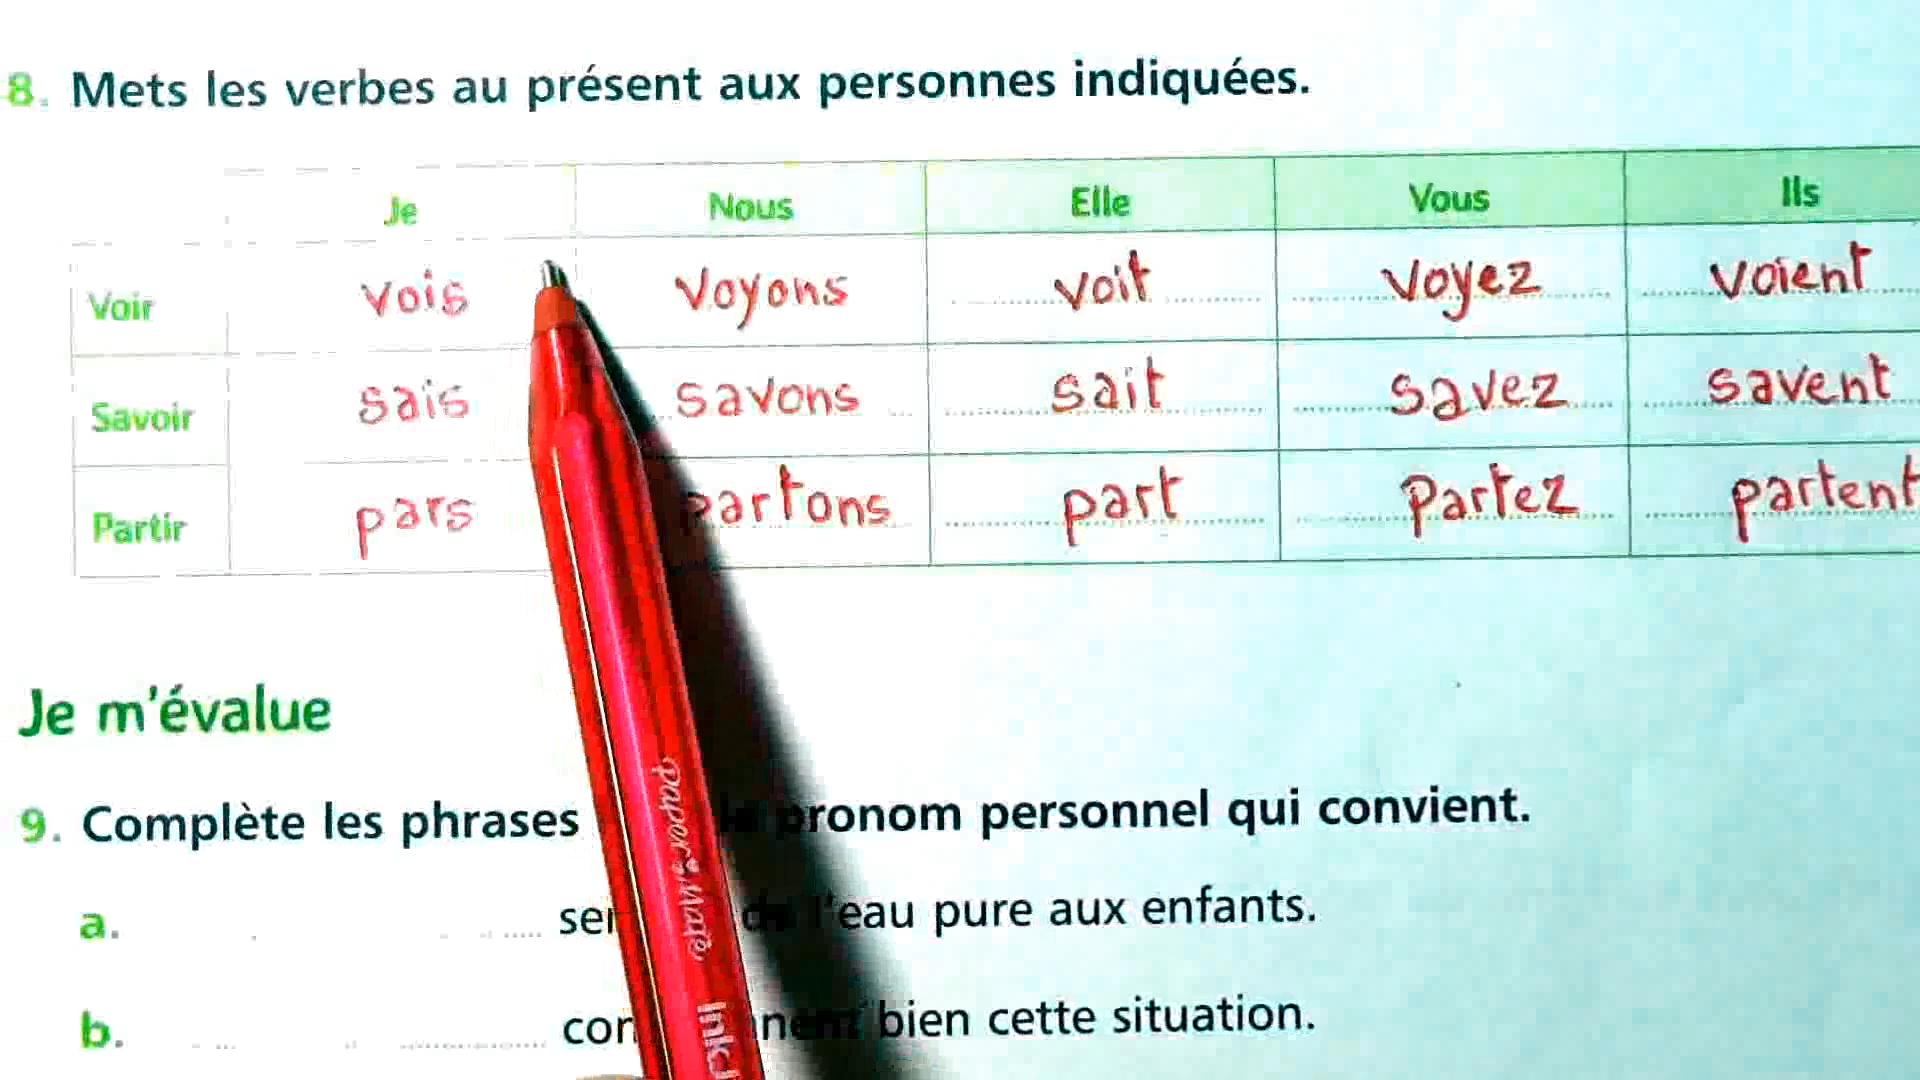 8. Mets les verbes au présent aux personnes indiquées.
Je Nous Elle Vous Ils
Voir vois voyons voit voyez voient
Savoir sais savons sait savez savent
Partir pars partons part partez partent
Je m'évalue
9. Complète les phrases pronom personnel qui convient.
a. l'eau pure aux enfants.
b. bien cette situation.
paper mate
InkJ